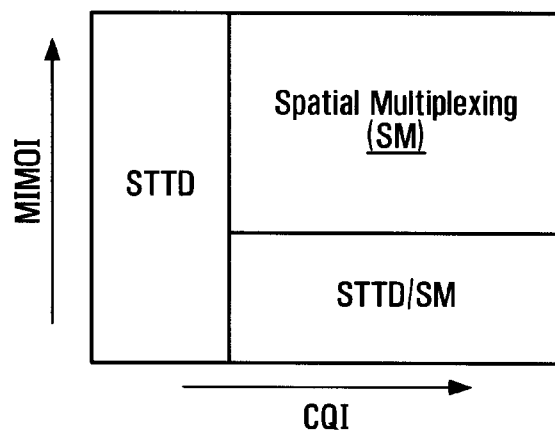 Spatial Multiplexing
(SM)
STTD
MIMOI
STTD/SM
CQI